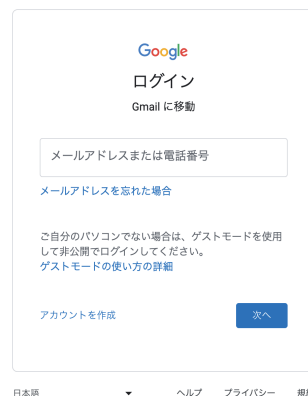 Google
ログイン
Gmail に移動
メールアドレスまたは電話番号
メールアドレスを忘れた場合
ご自分のパソコンでない場合は、ゲストモードを使用
して非公開でログインしてください。
ゲストモードの使い方の詳細
アカウントを作成
次へ
日本語
ヘルプ
プライバシー